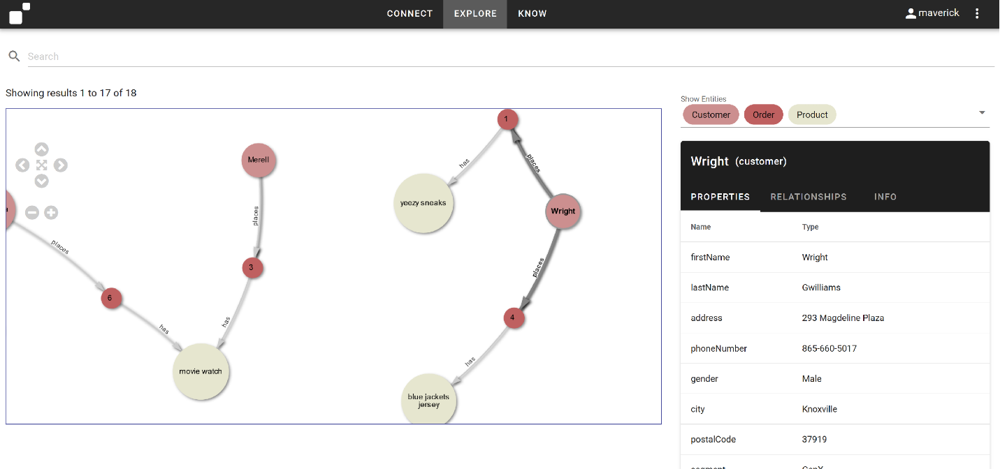 CONNECT EXPLORE KNOW maverick
Search
Showing results 1 to 17 of 18
Show Entities
Customer Order Product
1
Merell
has
places
yeezy sneaks
Wright
places
places
places
3
6
4
has
has
has
movie watch
blue jackets
jersey
Wright (customer)
PROPERTIES RELATIONSHIPS INFO
Name Type
firstName Wright
lastName Gwilliams
address 293 Magdeline Plaza
phoneNumber 865-660-5017
gender Male
city Knoxville
postalCode 37919
segment GenX